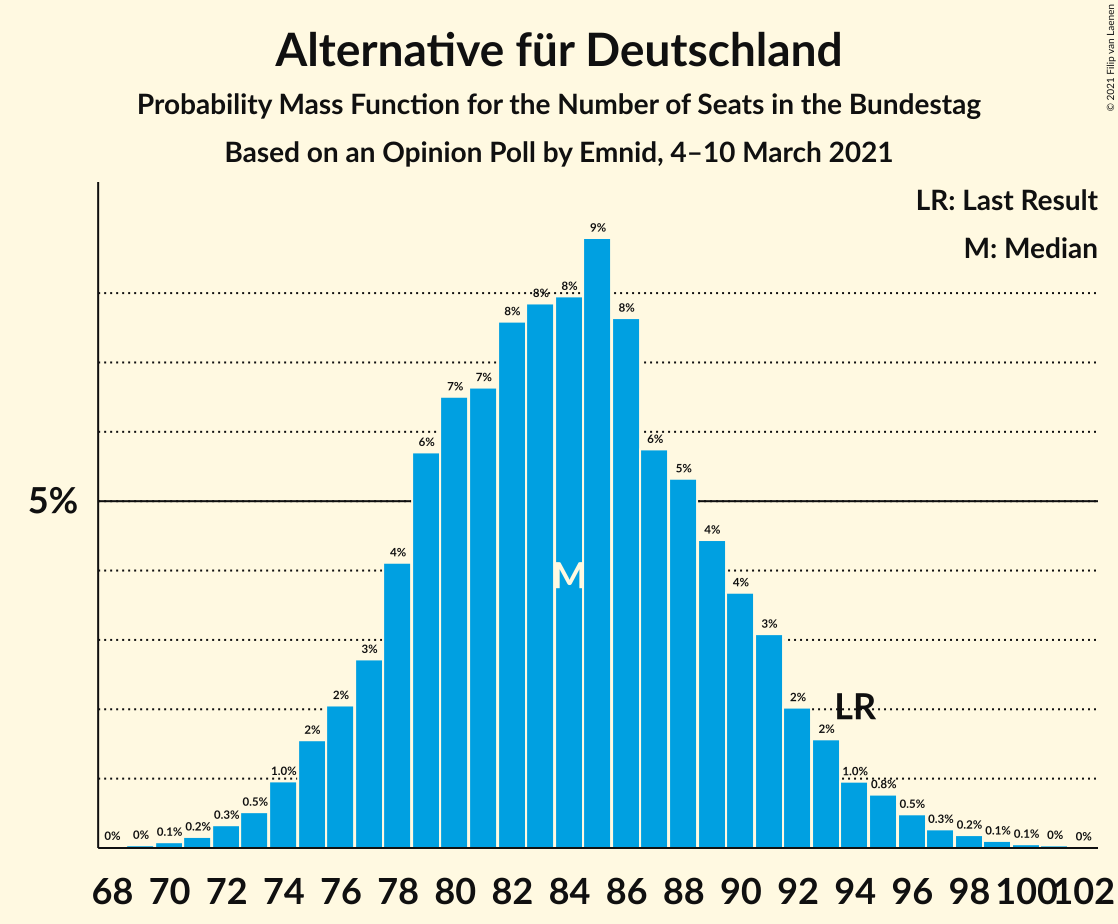 Alternative für Deutschland
Probability Mass Function for the Number of Seats in the Bundestag
Based on an Opinion Poll by Emnid, 4–10 March 2021
© 2021 Filip van Laenen
LR: Last Result
M: Median
5%
0% 0% 0.1% 0.2% 0.3% 0.5% 1.0% 2% 2% 3% 4% 6% 7% 7% 8% 8% 8% 9% 8% 6% 5% 4% 4% 3% 2% 2% 1.0% 0.8% 0.5% 0.3% 0.2% 0.1% 0.1% 0% 0%
M
LR
68 70 72 74 76 78 80 82 84 86 88 90 92 94 96 98 100 102